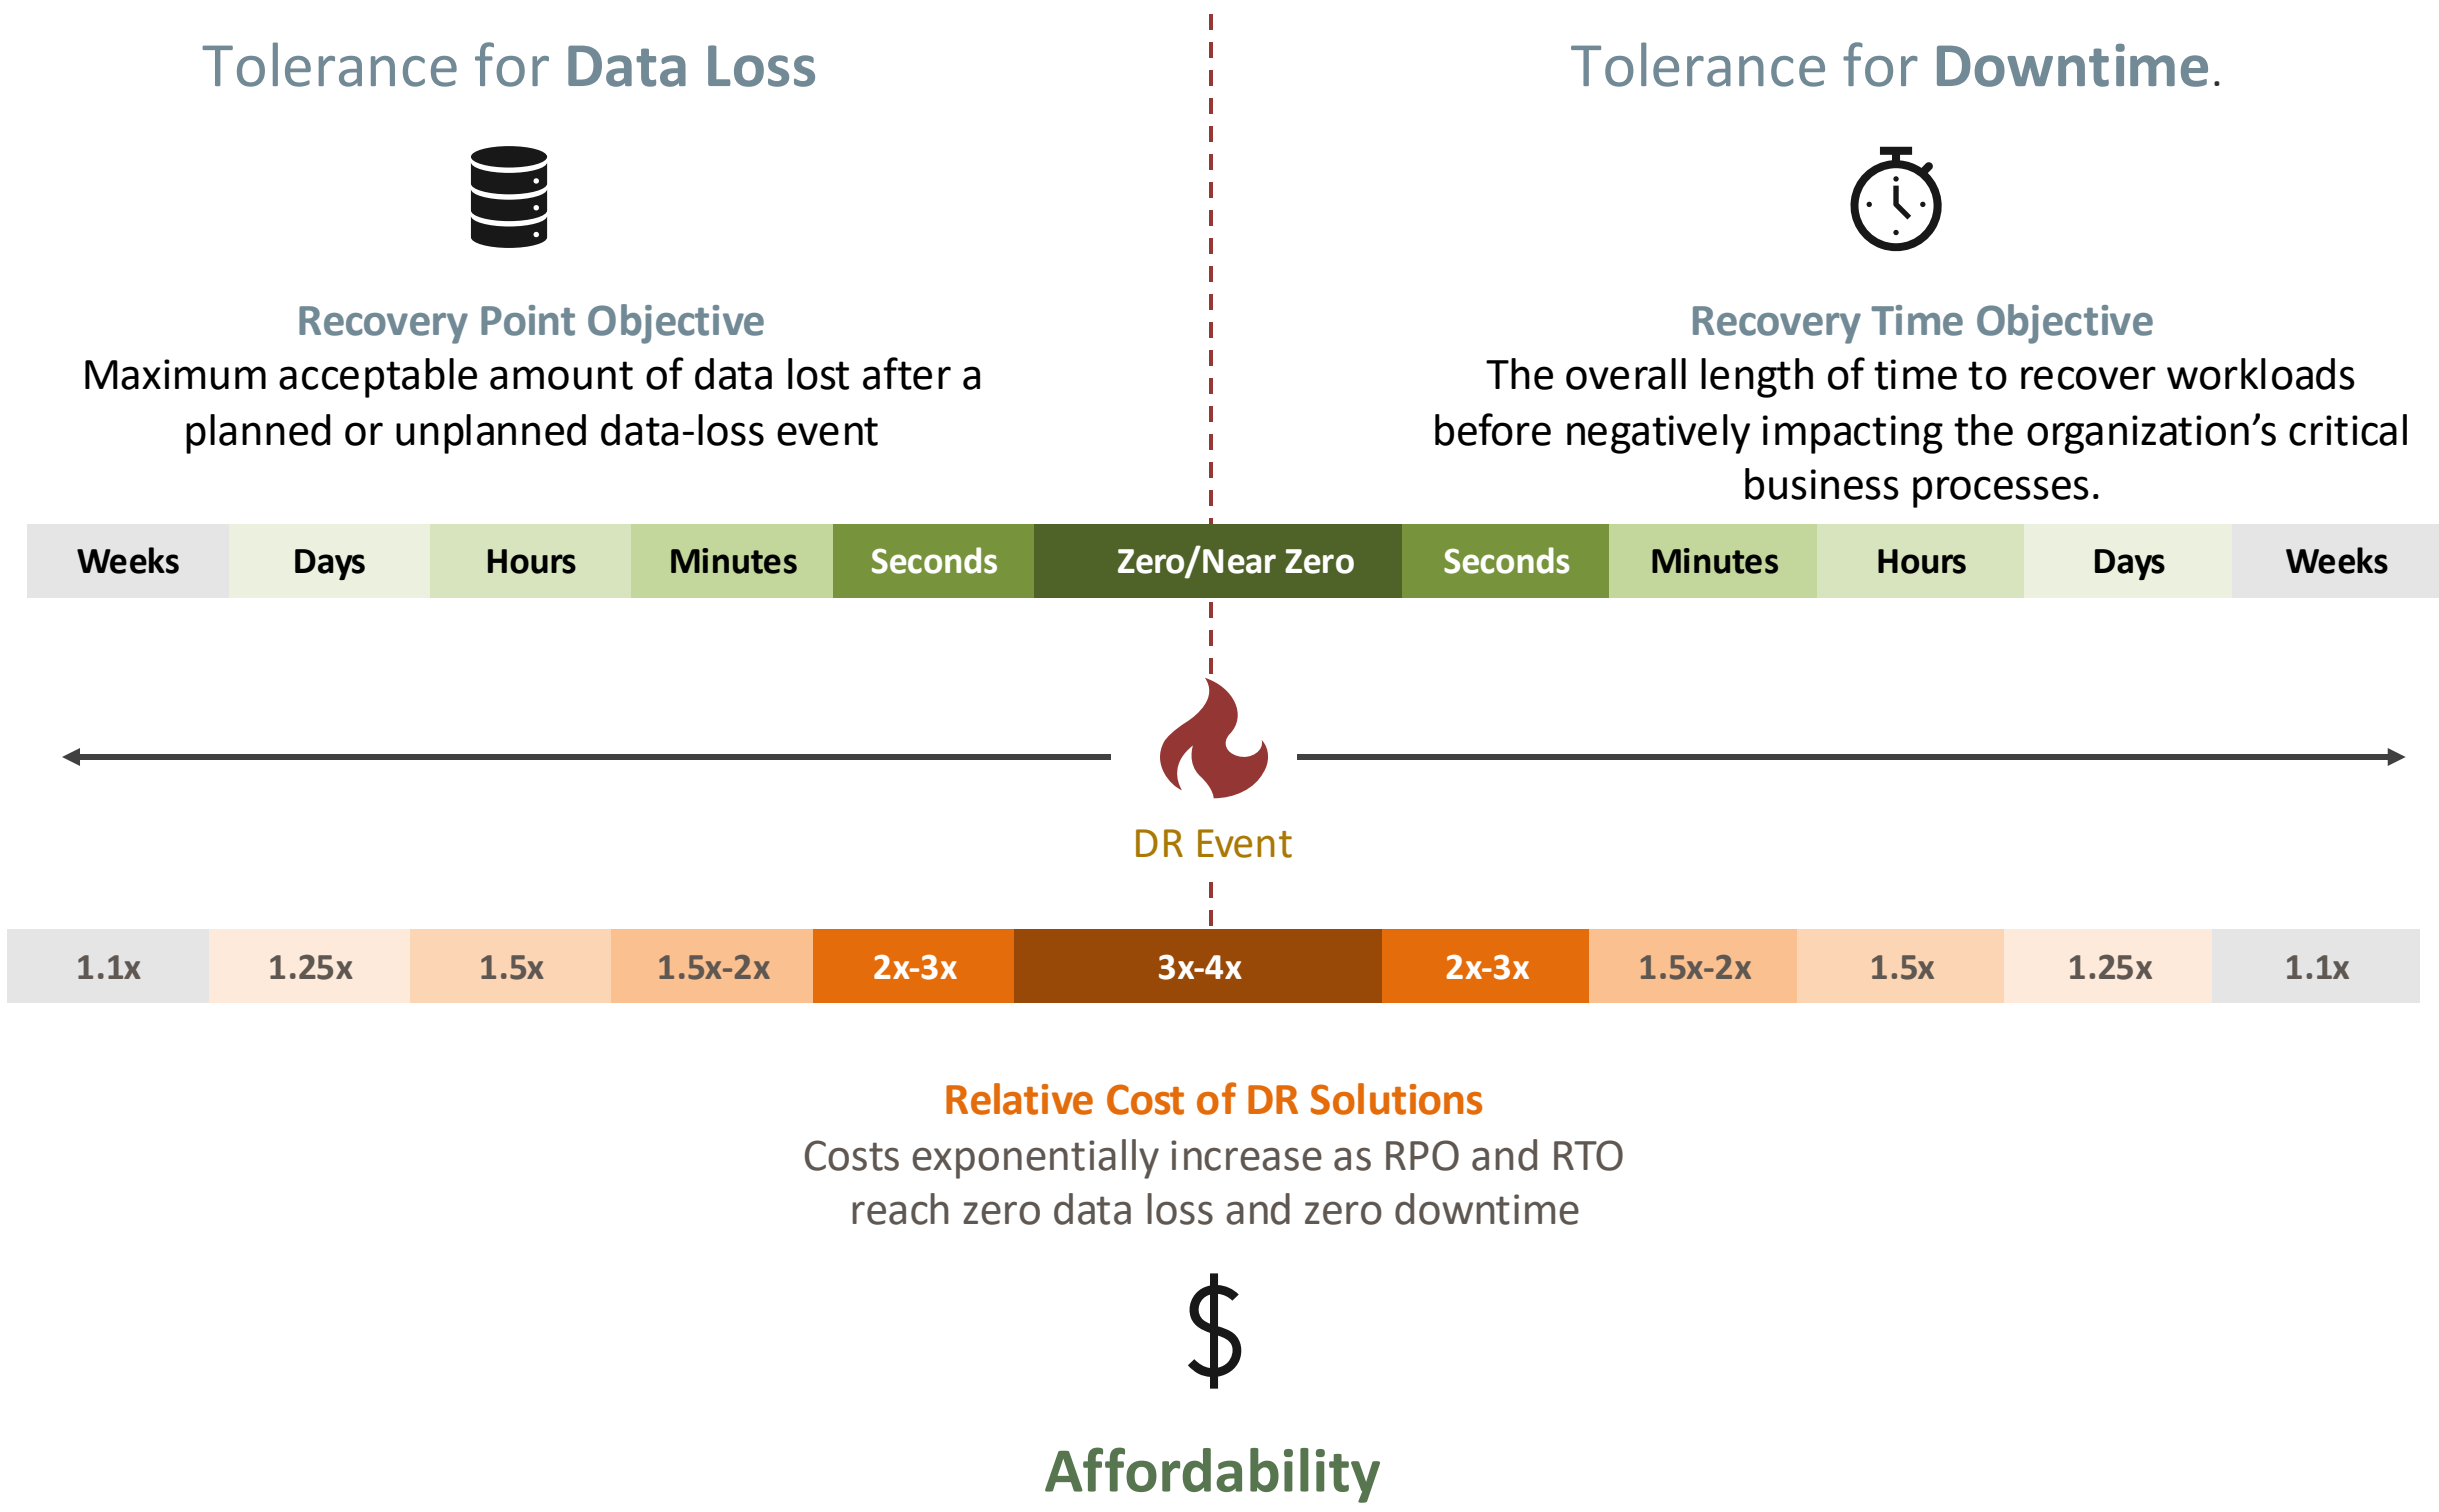 Tolerance for Data Loss
Recovery Point Objective
Maximum acceptable amount of data lost after a
planned or unplanned data-loss event
Tolerance for Downtime.
Recovery Time Objective
The overall length of time to recover workloads
before negatively impacting the organization’s critical
business processes.
Weeks Days Hours Minutes Seconds Zero/Near Zero Seconds Minutes Hours Days Weeks
DR Event
1.1x 1.25x 1.5x 1.5x-2x 2x-3x 3x-4x 2x-3x 1.5x-2x 1.5x 1.25x 1.1x
Relative Cost of DR Solutions
Costs exponentially increase as RPO and RTO
reach zero data loss and zero downtime
$
Affordability